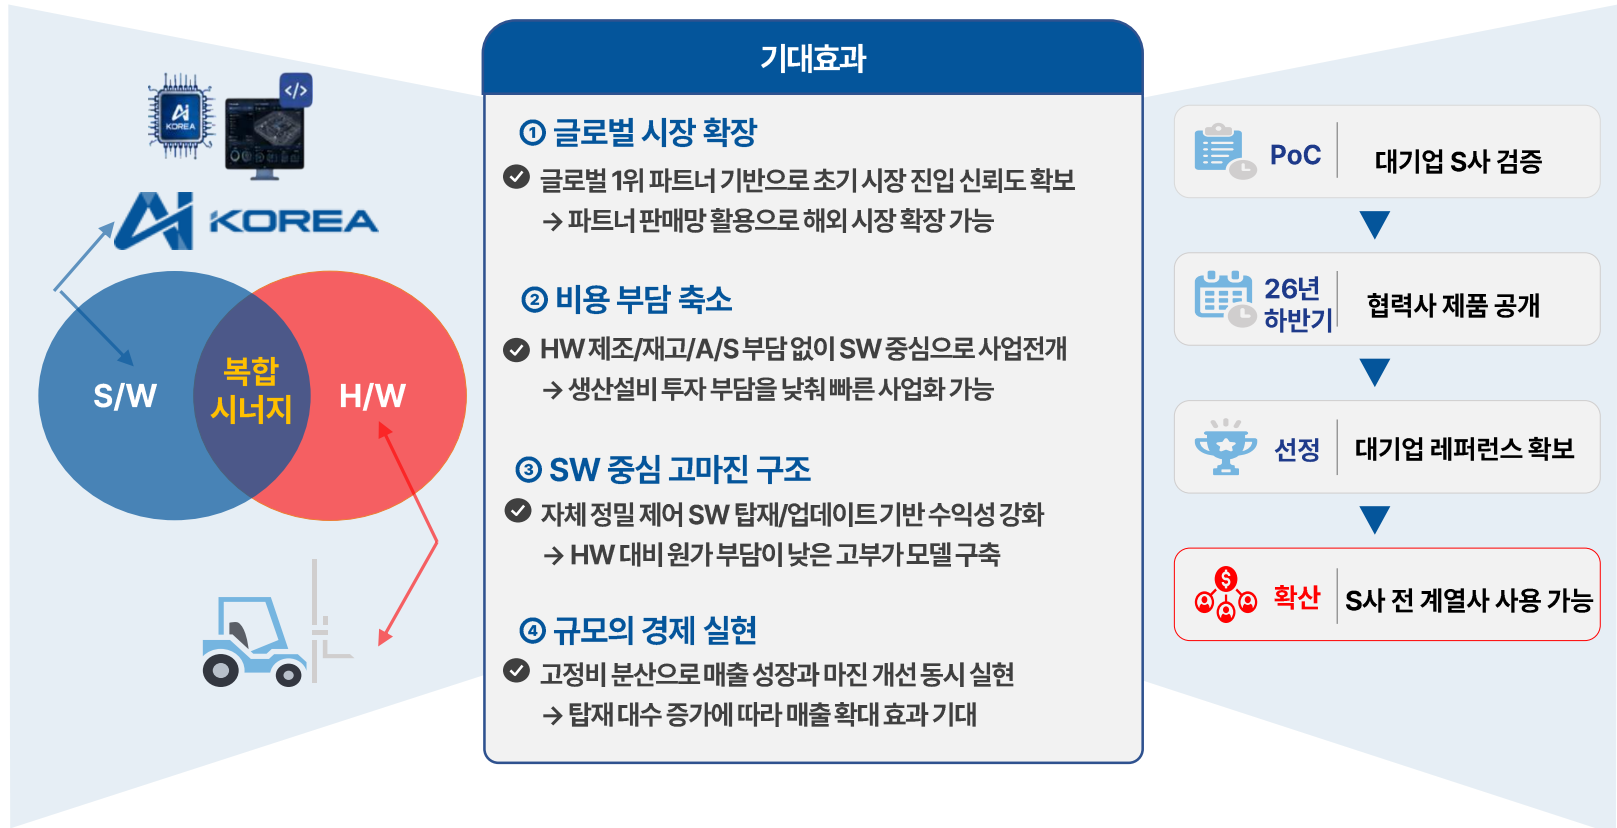 </>
Ai
KOREA
Ai KOREA
S/W
복합
시너지
H/W
기대효과
① 글로벌 시장 확장
글로벌 1위 파트너 기반으로 초기 시장 진입 신뢰도 확보
→ 파트너 판매망 활용으로 해외 시장 확장 가능
② 비용 부담 축소
HW 제조/재고/A/S 부담 없이 SW 중심으로 사업전개
→ 생산설비 투자 부담을 낮춰 빠른 사업화 가능
③ SW 중심 고마진 구조
자체 정밀 제어 SW 탑재/업데이트 기반 수익성 강화
→ HW 대비 원가 부담이 낮은 고부가 모델 구축
④ 규모의 경제 실현
고정비 분산으로 매출 성장과 마진 개선 동시 실현
→ 탑재 대수 증가에 따라 매출 확대 효과 기대
PoC
대기업 S사 검증
26년
하반기
협력사 제품 공개
선정
대기업 레퍼런스 확보
$
확산
S사 전 계열사 사용 가능